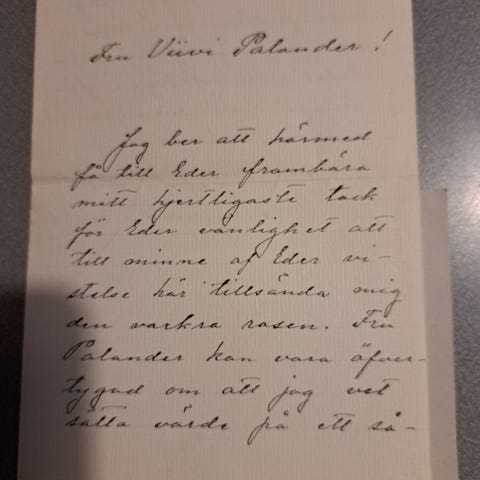 Fru Viivi Palander!
Jag ber att härmed
få till Eder frambära
mitt hjertligaste tack
för Eder vänlighet att
till minne af Eder vi-
stelse här tillsända mig
den vackra rosen. Fru
Palander kan vara öfver-
tygad om att jag vet
sätta värde på ett så-